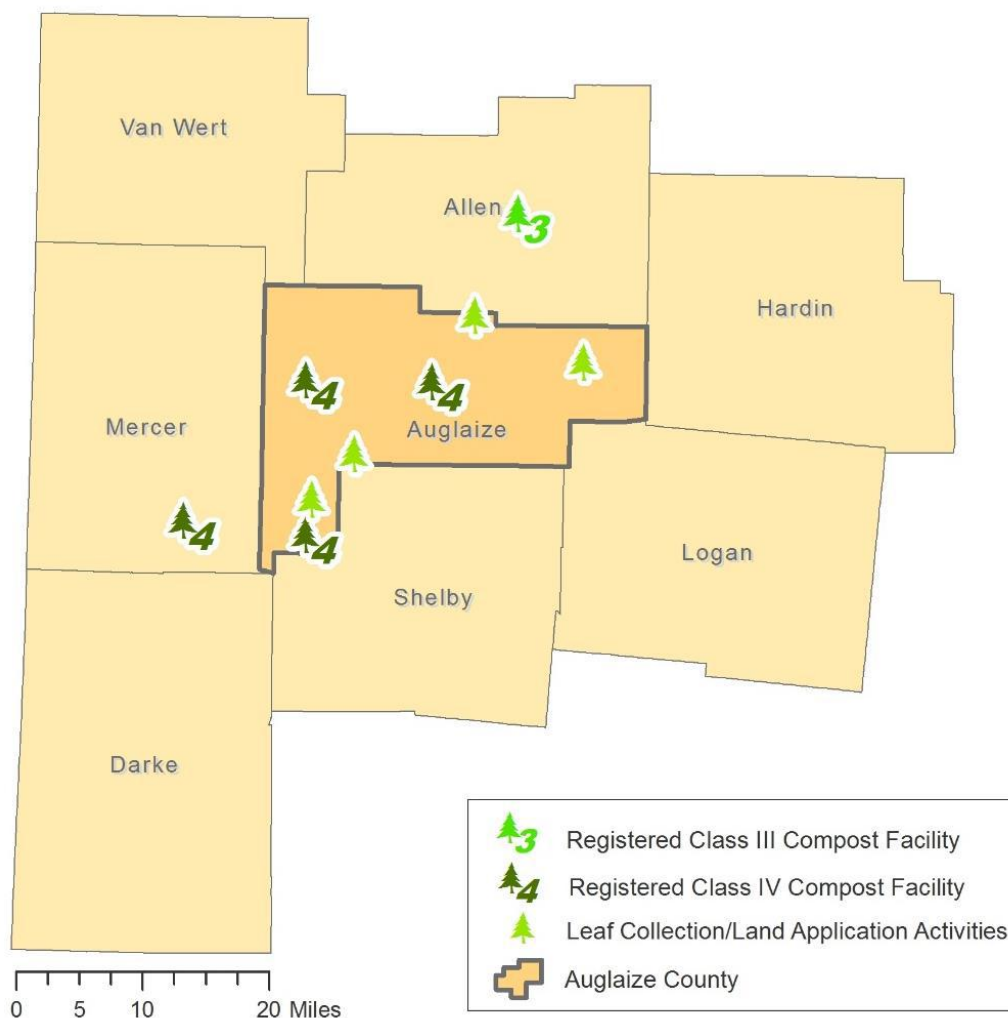 Van Wert
Allen
3
Hardin
4
4
Mercer
Auglaize
4
4
Logan
Shelby
Darke
3 Registered Class III Compost Facility
4 Registered Class IV Compost Facility
Leaf Collection/Land Application Activities
Auglaize County
0 5 10 20 Miles